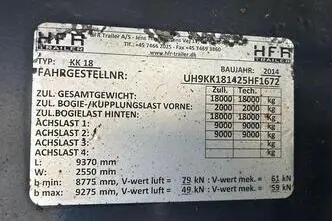 HFR
TRAILER
HFR Trailer A/S - Jens
+45 7466 2025 - Fax +45 7469 3860
www.hfr-trailer.dk
HFR
TRAILER
TYP: KK 18 BAUJAHR: 2014
FAHRGESTELLNR: UH9KK181425HF1672
Zull. Tech.
ZUL. GESAMTGEWICHT: 18000 18000 kg
ZUL. BOGIE-/KUPPLUNGSLAST VORNE: 2000 2000 kg
ZUL. BOGIELAST HINTEN: 18000 18000 kg
ACHSLAST 1: 9000 9000 kg
ACHSLAST 2: 9000 9000 kg
ACHSLAST 3: kg
ACHSLAST 4: kg
L: 9370 mm
W: 2550 mm
b min: 8775 mm, V-wert luft = 79 kN V-wert mek. = 61 kN
b max: 9275 mm, V-wert luft = 49 kN V-wert mek. = 59 kN